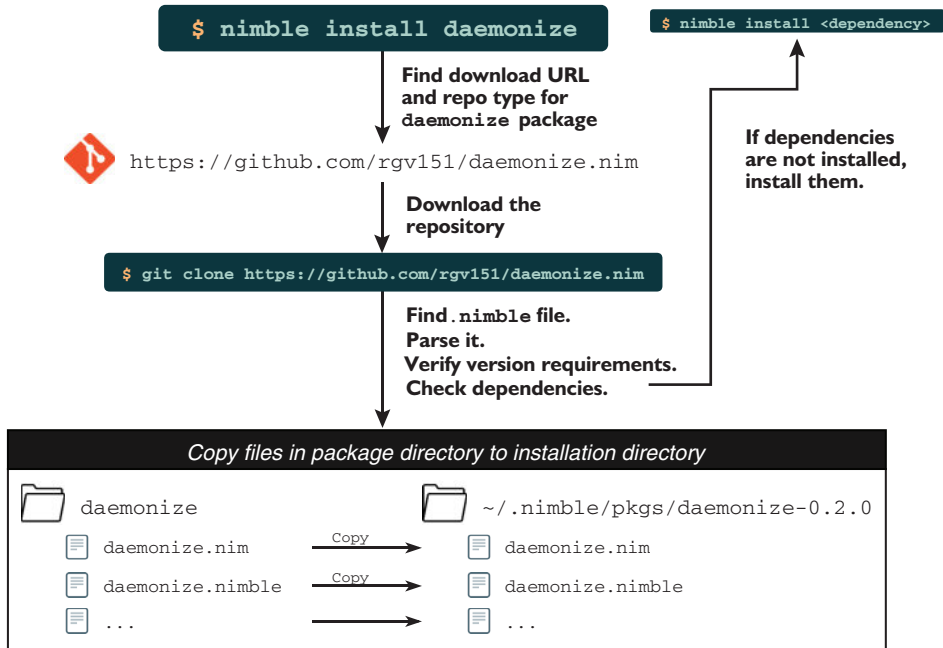 $ nimble install daemonize
$ nimble install <dependency>
Find download URL
and repo type for
daemonize package
If dependencies
are not installed,
install them.
https://github.com/rgv151/daemonize.nim
Download the
repository
$ git clone https://github.com/rgv151/daemonize.nim
Find .nimble file.
Parse it.
Verify version requirements.
Check dependencies.
Copy files in package directory to installation directory
daemonize
~/.nimble/pkgs/daemonize-0.2.0
daemonize.nim
Copy
daemonize.nim
daemonize.nimble
Copy
daemonize.nimble
...
...